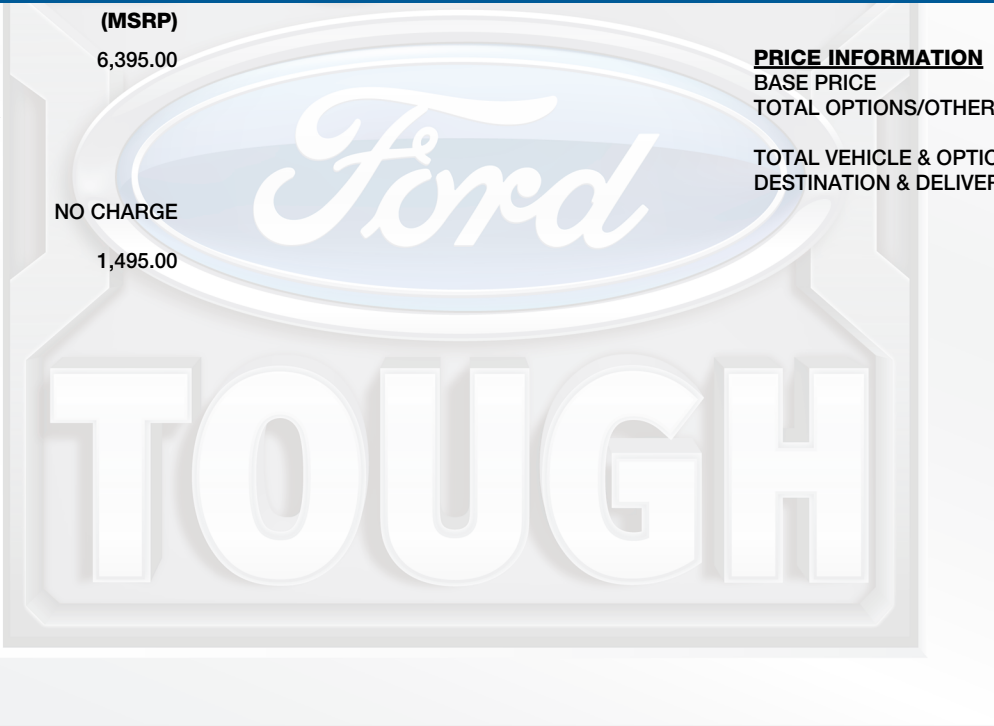 (MSRP)
6,395.00
NO CHARGE
1,495.00
PRICE INFORMATION
BASE PRICE
TOTAL OPTIONS/OTHER
TOTAL VEHICLE & OPTIO
DESTINATION & DELIVER
Ford
TOUGH